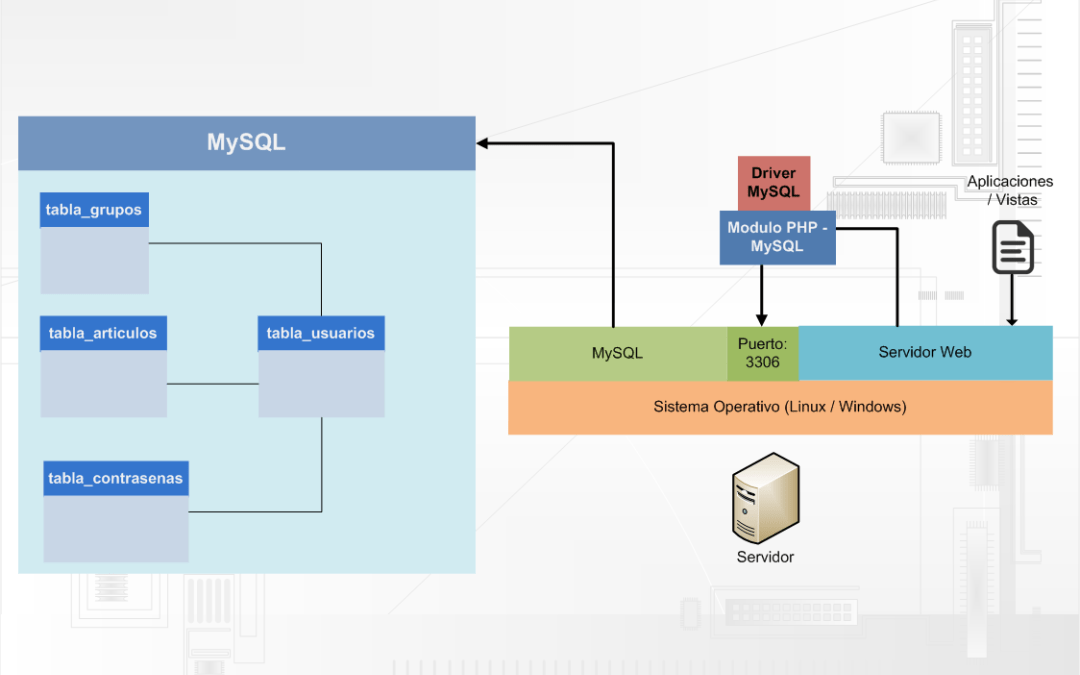 MySQL
tabla_grupos
tabla_articulos
tabla_usuarios
tabla_contrasenas
Driver
MySQL
Modulo PHP -
MySQL
Aplicaciones
/ Vistas
MySQL
Puerto:
3306
Servidor Web
Sistema Operativo (Linux / Windows)
Servidor